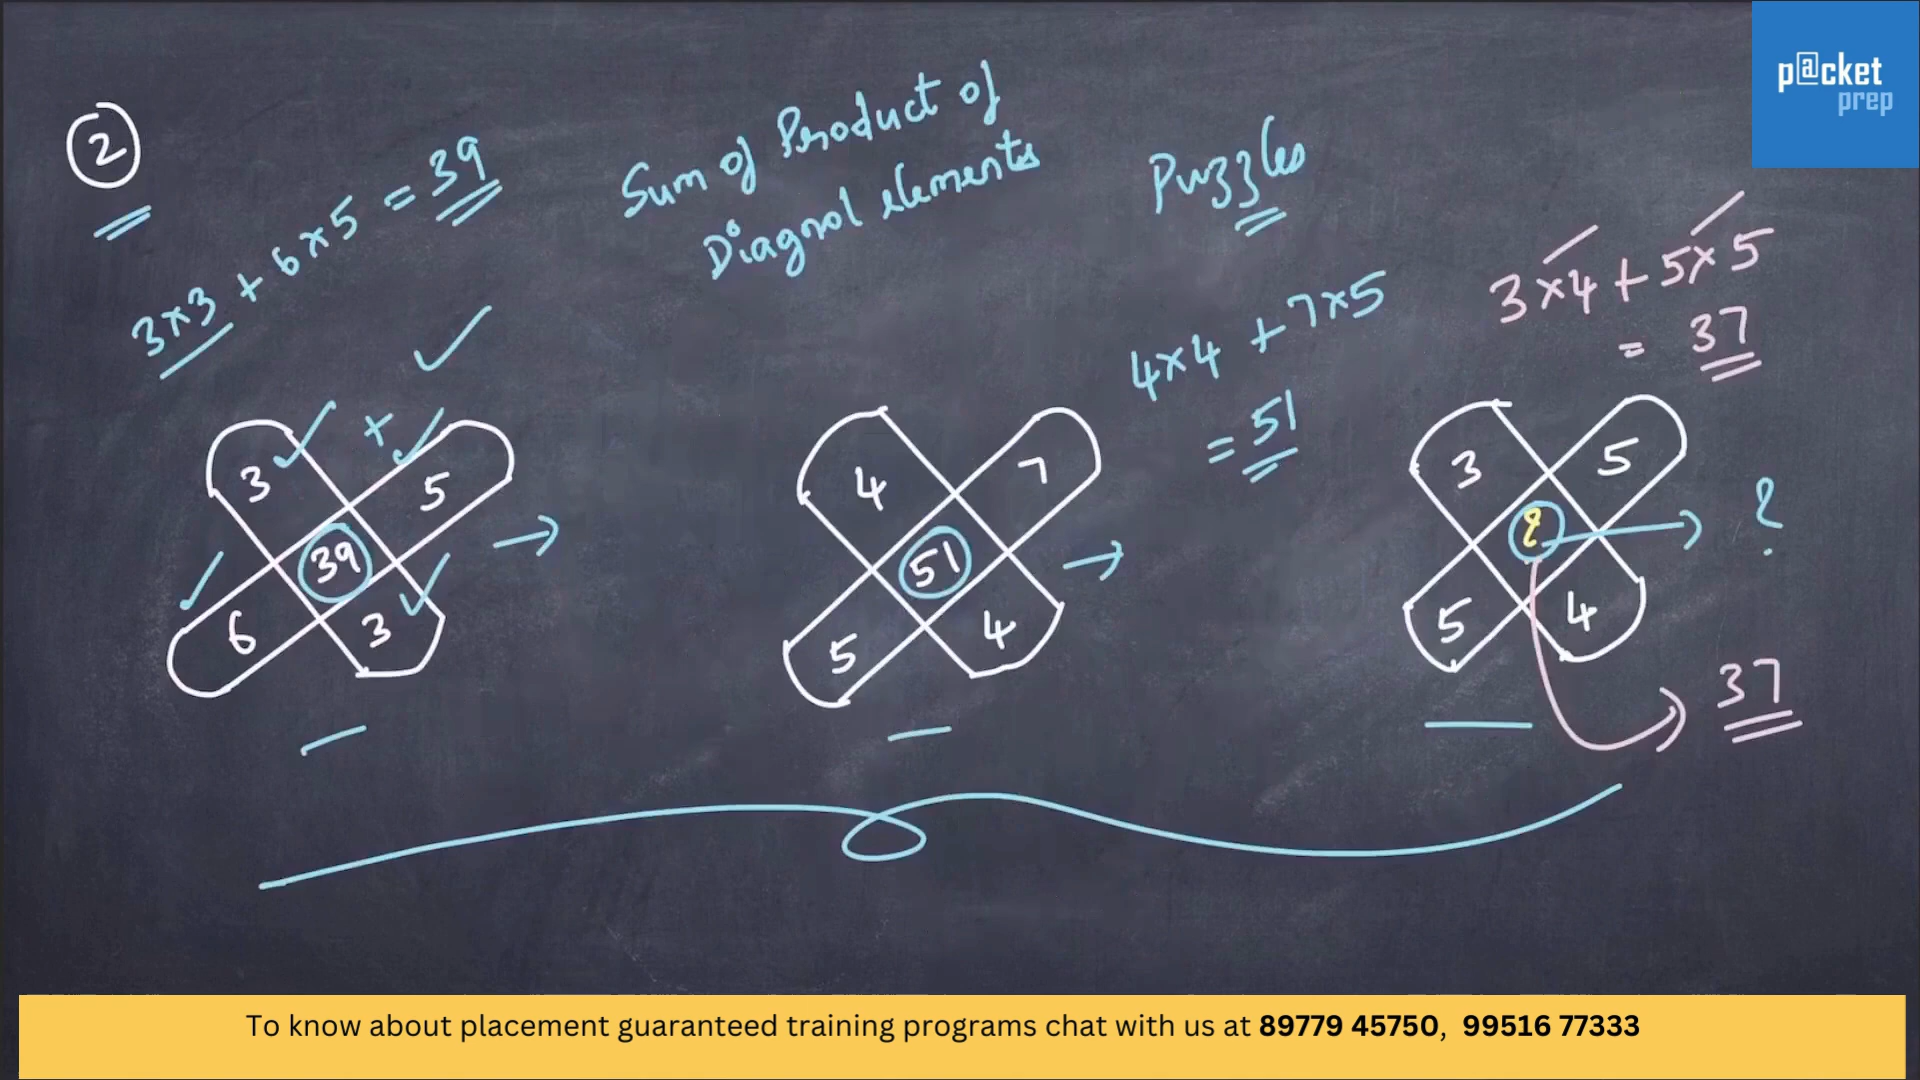 p@cket
prep
2
3×3 + 6×5 = 39
Sum of Product of
Diagnol elements
Puzzles
3×4 + 5×5
= 37
4×4 + 7×5
= 51
×
3
5
39
6
3
4
7
51
5
4
3
5
?
5
4
?
37
To know about placement guaranteed training programs chat with us at 89779 45750, 99516 77333